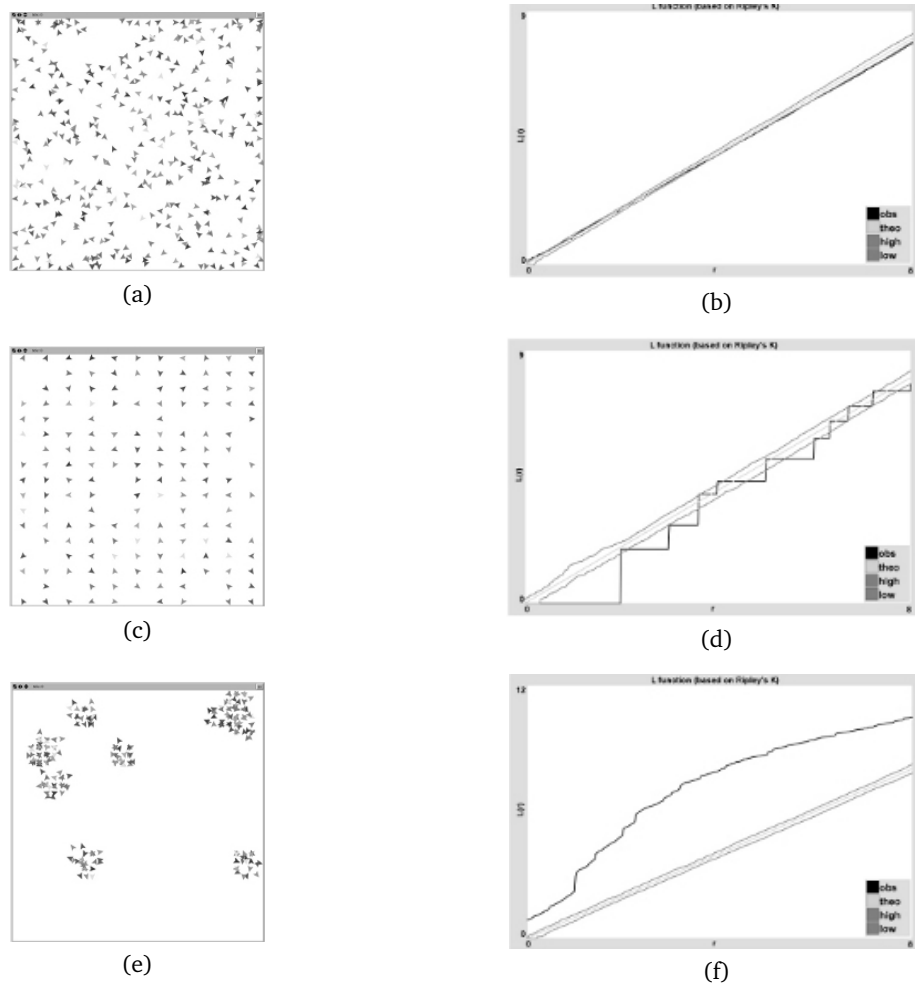 L function (based on Ripley's K)
9
L(r)
0
0
r
8
obs
theo
high
low
(a)
(b)
L function (based on Ripley's K)
9
L(r)
0
0
r
8
obs
theo
high
low
(c)
(d)
L function (based on Ripley's K)
12
L(r)
0
0
r
8
obs
theo
high
low
(e)
(f)